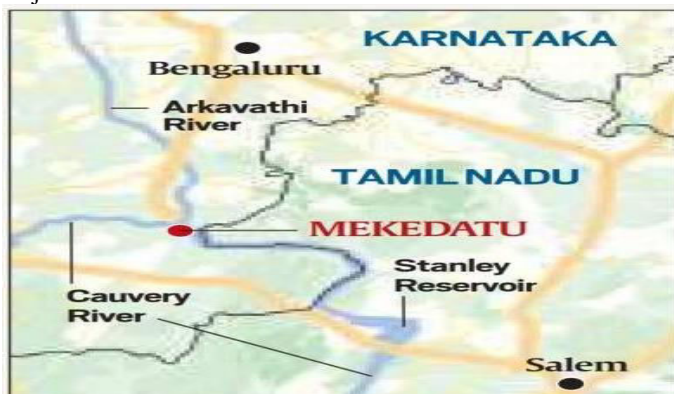 KARNATAKA
Bengaluru
Arkavathi
River
TAMIL NADU
MEKEDATU
Stanley
Reservoir
Cauvery
River
Salem